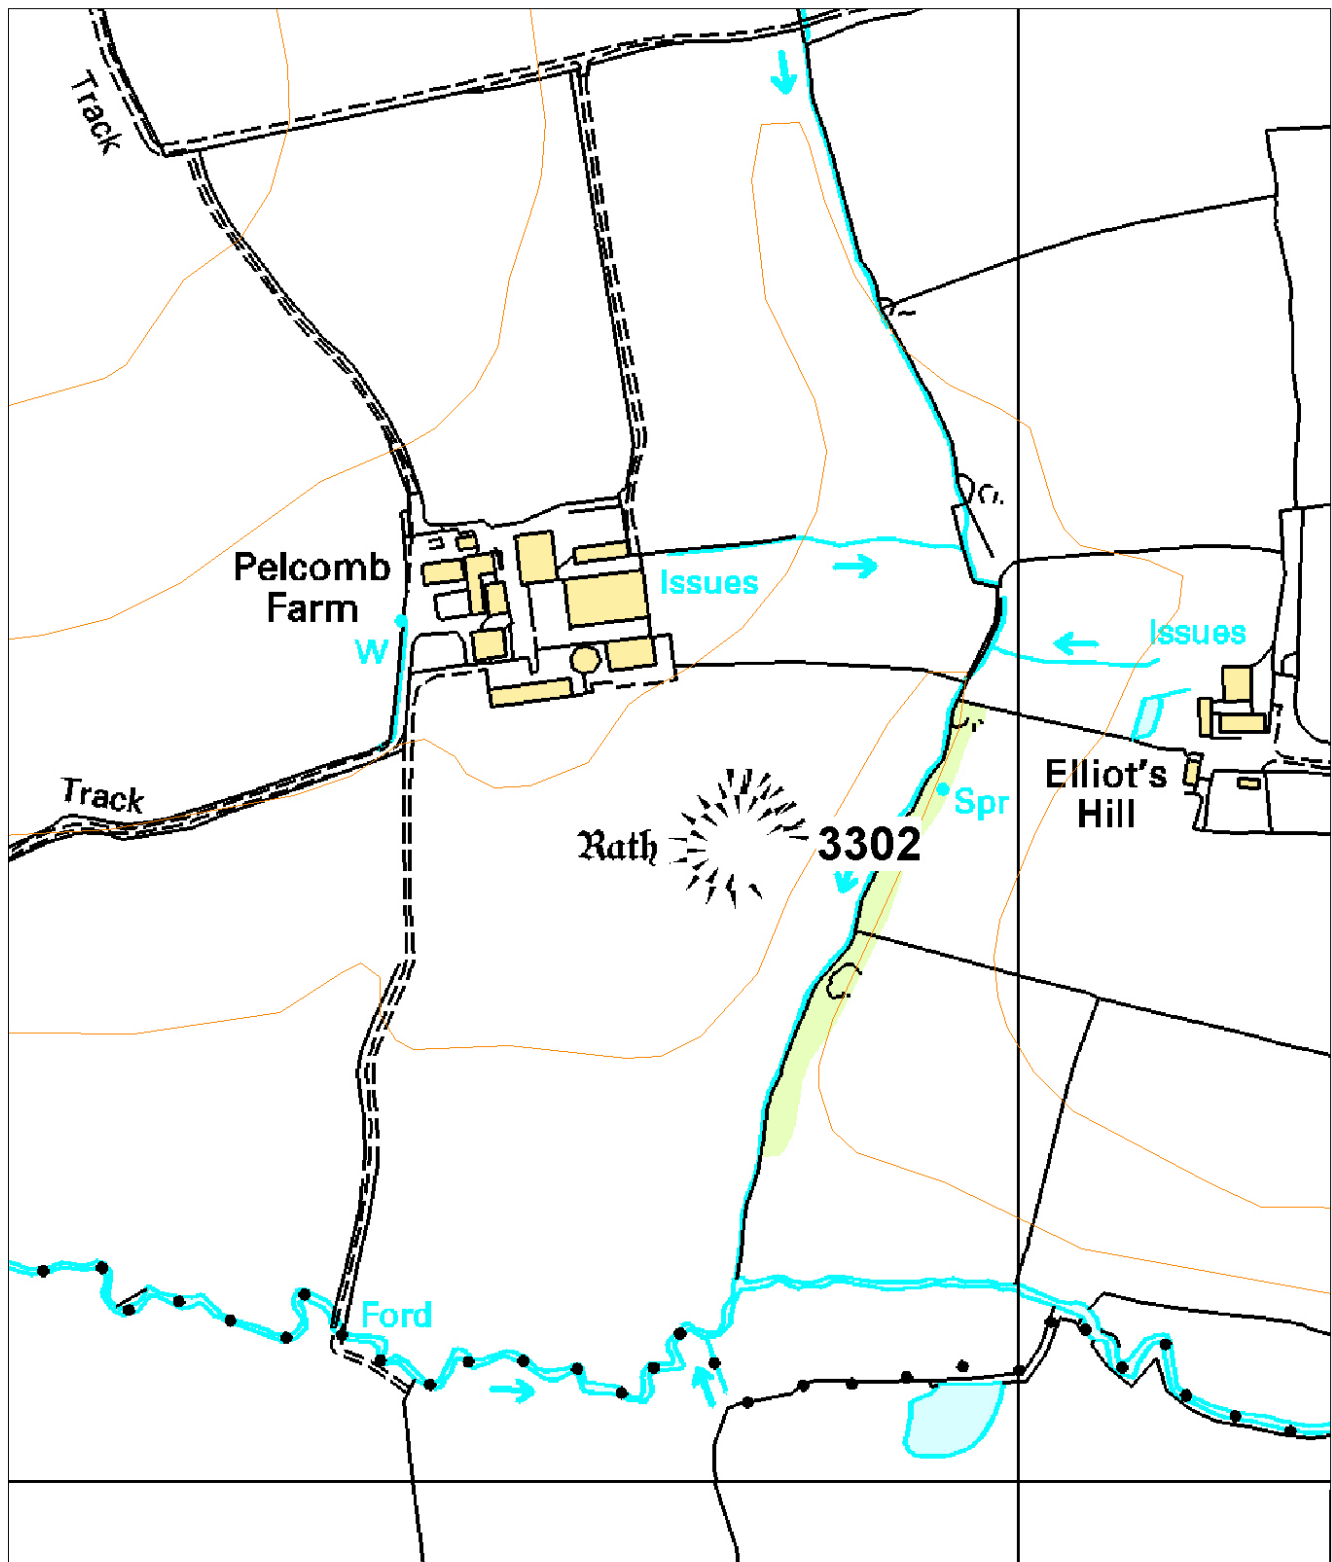 Track
Pelcomb
Farm
Issues
W
Issues
Track
Elliot's
Hill
Spr
Rath
3302
Ford